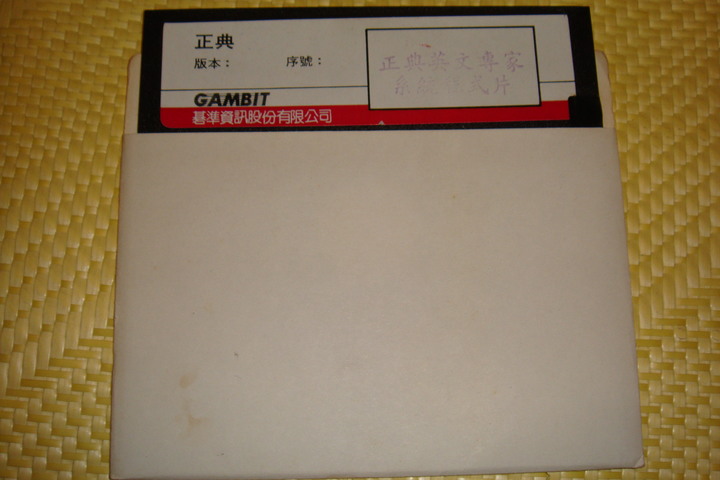 正典
版本：
序號：
正典英文專家
系統程式片
GAMBIT
碁準資訊股份有限公司